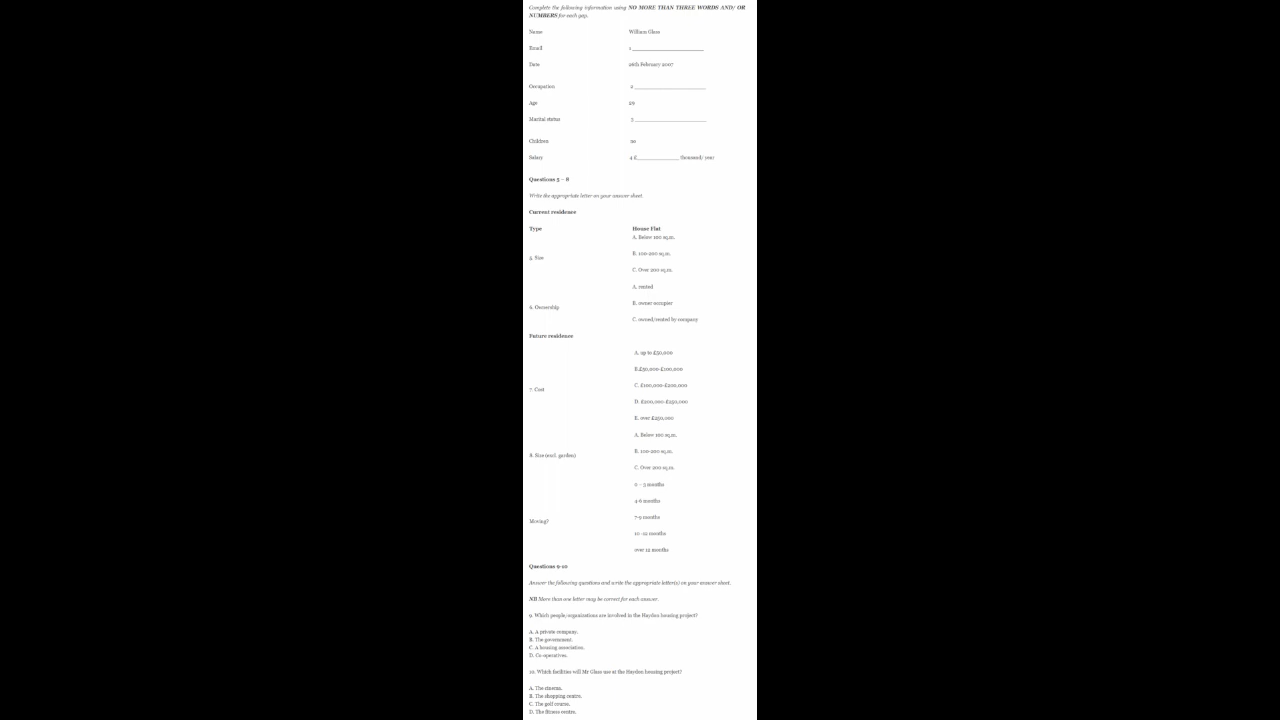 Complete the following information using NO MORE THAN THREE WORDS AND/ OR
NUMBERS for each gap.
Name William Glass
Email 1 ____________________
Date 26th February 2007
Occupation 2 ____________________
Age 29
Marital status 3 ____________________
Children no
Salary 4 £____________ thousand/ year
Questions 5 – 8
Write the appropriate letter on your answer sheet
Current residence
Type House Flat
A. Below 100 sq.m.
B. 100-200 sq.m.
5. Size
C. Over 200 sq.m.
A. rented
B. owner occupier
6. Ownership
C. owned/rented by company
Future residence
A. up to £50,000
B.£50,000-£100,000
C. £100,000-£200,000
7. Cost
D. £200,000-£250,000
E. over £250,000
A. Below 100 sq.m.
B. 100-200 sq.m.
8. Size (excl. garden)
C. Over 200 sq.m.
0 – 3 months
4-6 months
7-9 months
Moving?
10 -12 months
over 12 months
Questions 9-10
Answer the following questions and write the appropriate letter(s) on your answer sheet.
NB More than one letter may be correct for each answer.
9. Which people/organizations are involved in the Haydon housing project?
A. A private company.
B. The government.
C. A housing association.
D. Co-operatives.
10. Which facilities will Mr Glass use at the Haydon housing project?
A. The cinema.
B. The shopping centre.
C. The golf course.
D. The fitness centre.